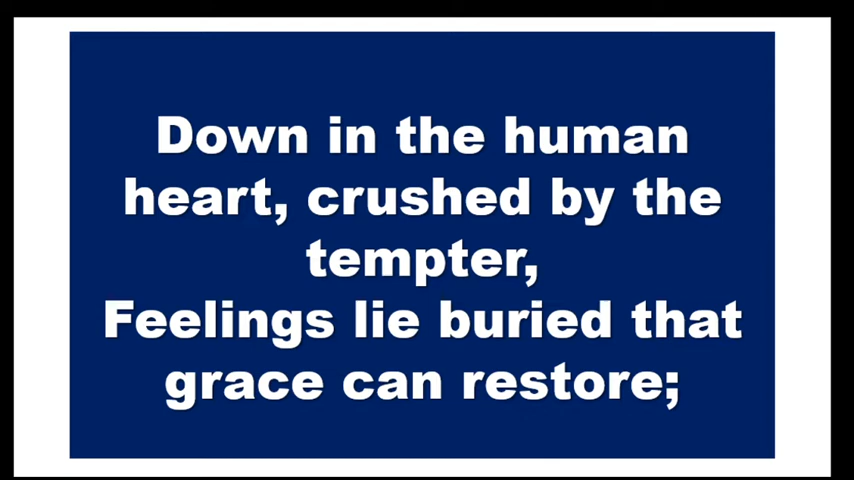 Down in the human
heart, crushed by the
tempter,
Feelings lie buried that
grace can restore;